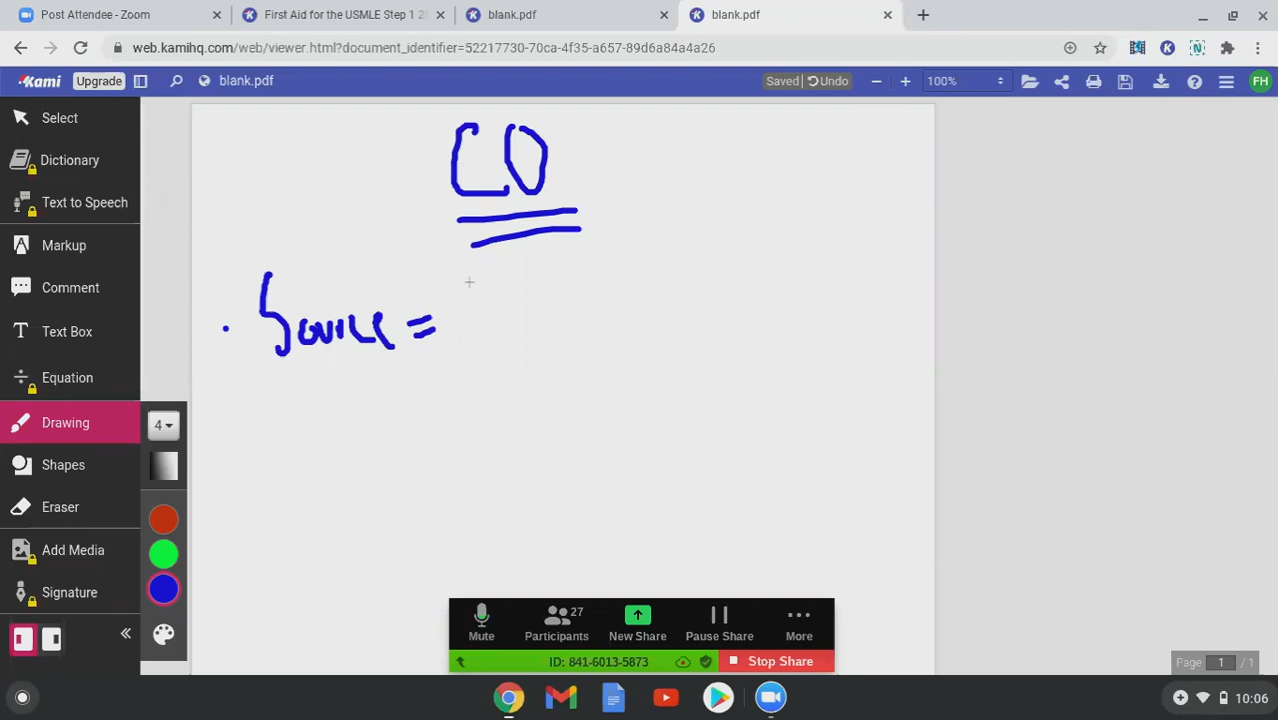 Post Attendee - Zoom
First Aid for the USMLE Step 1 2
blank.pdf
blank.pdf
web.kamihq.com/web/viewer.html?document_identifier=52217730-70ca-4f35-a657-89d6a84a4a26
Kami
Upgrade
blank.pdf
Saved
Undo
100%
FH
Select
Dictionary
Text to Speech
Markup
Comment
Text Box
Equation
Drawing
Shapes
Eraser
Add Media
Signature
4
CO
. Source =
Mute
27
Participants
New Share
Pause Share
More
ID: 841-6013-5873
Stop Share
Page 1 / 1
10:06